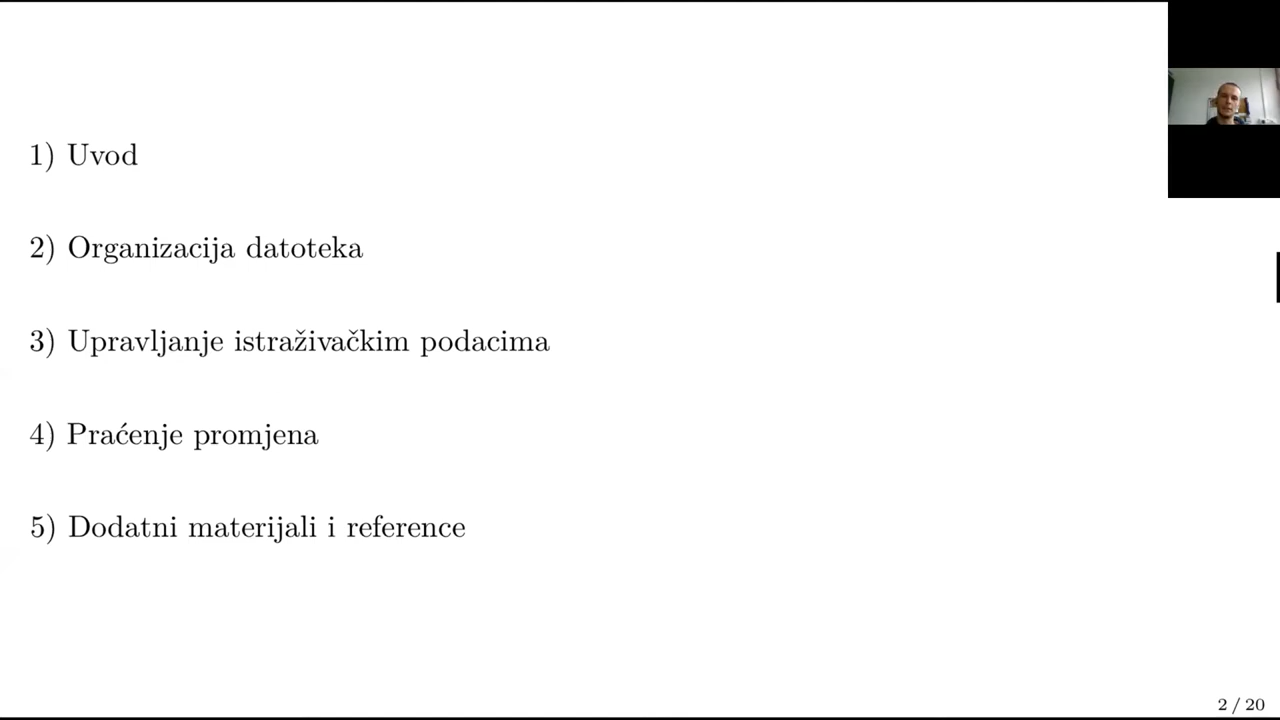 1) Uvod
2) Organizacija datoteka
3) Upravljanje istraživačkim podacima
4) Praćenje promjena
5) Dodatni materijali i reference
2 / 20